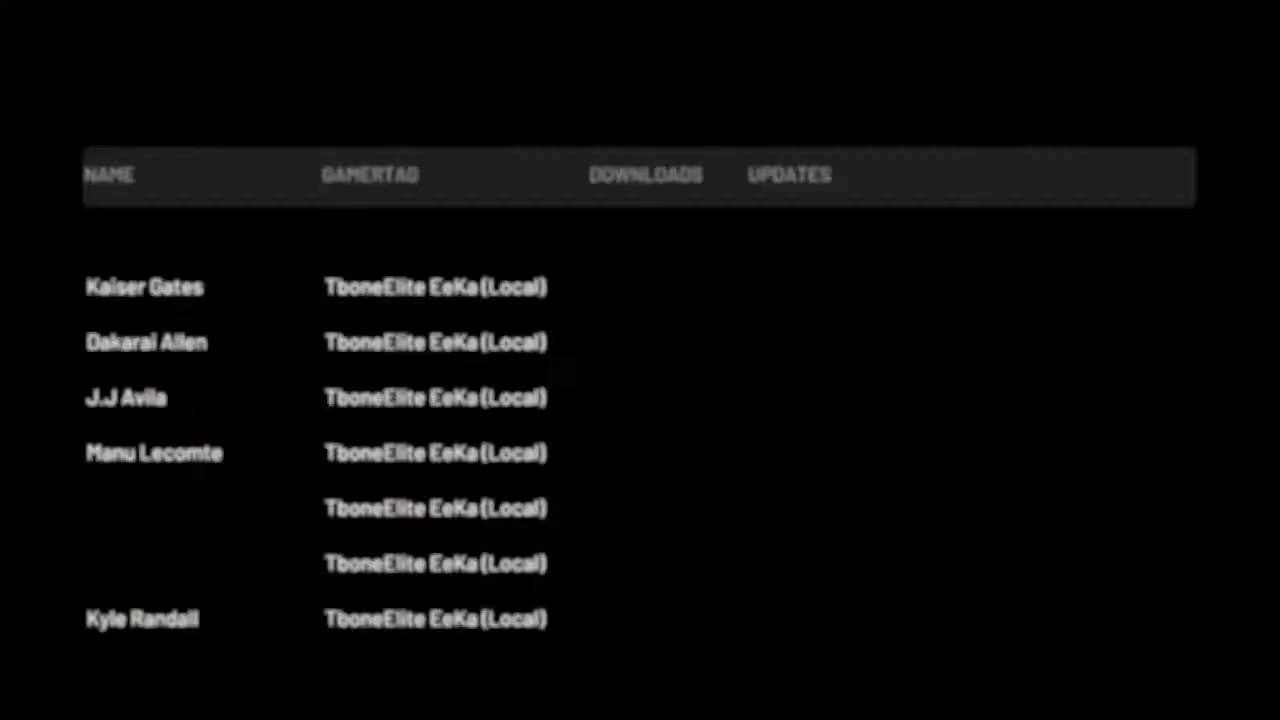 NAME GAMERTAG DOWNLOADS UPDATES
Kaiser Gates TboneElite EeKa (Local)
Dakarai Allen TboneElite EeKa (Local)
J.J Avila TboneElite EeKa (Local)
Manu Lecomte TboneElite EeKa (Local)
TboneElite EeKa (Local)
TboneElite EeKa (Local)
Kyle Randall TboneElite EeKa (Local)